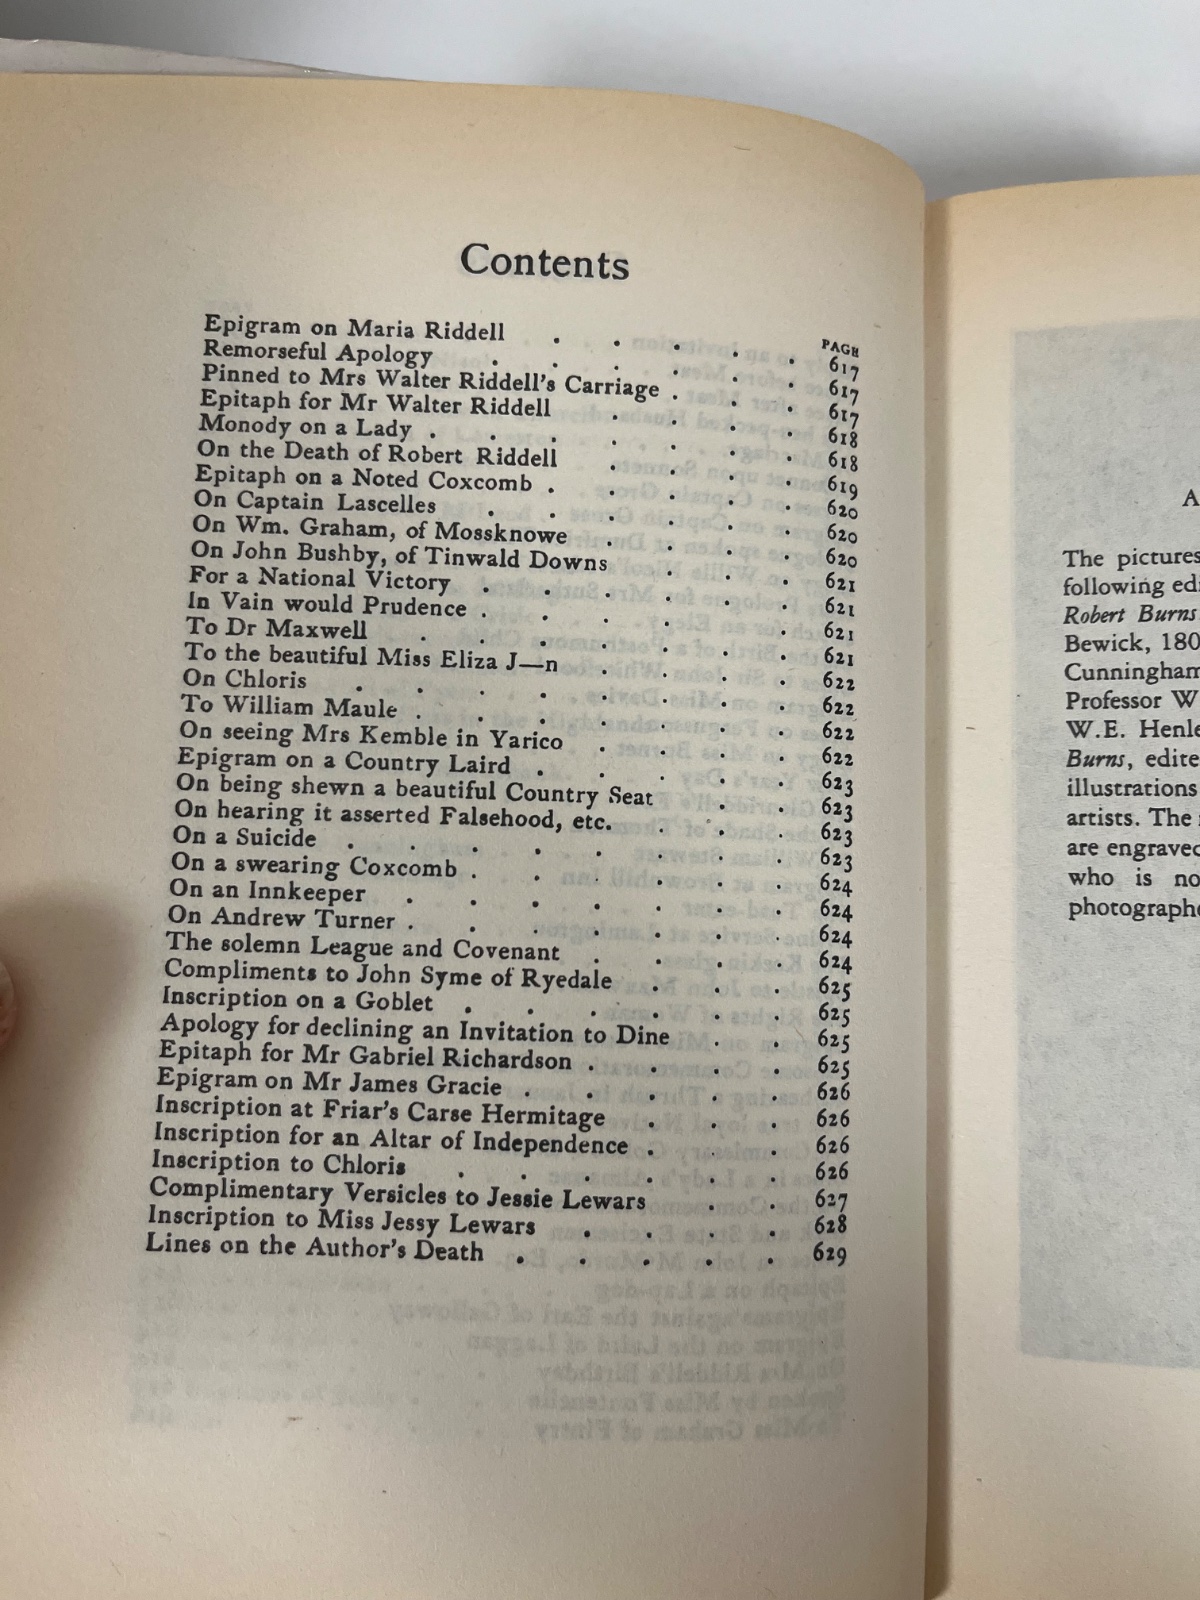 Contents
PAGE
Epigram on Maria Riddell . . . . . 617
Remorseful Apology . . . . . . 617
Pinned to Mrs Walter Riddell's Carriage . . . 617
Epitaph for Mr Walter Riddell . . . . 618
Monody on a Lady . . . . . . . 618
On the Death of Robert Riddell . . . . 619
Epitaph on a Noted Coxcomb . . . . . 620
On Captain Lascelles . . . . . . 620
On Wm. Graham, of Mossknowe . . . . 620
On John Bushby, of Tinwald Downs . . . 621
For a National Victory . . . . . . 621
In Vain would Prudence . . . . . . 621
To Dr Maxwell . . . . . . . 621
To the beautiful Miss Eliza J—n . . . . 622
On Chloris . . . . . . . . 622
To William Maule . . . . . . . 622
On seeing Mrs Kemble in Yarico . . . . 622
Epigram on a Country Laird . . . . . 623
On being shewn a beautiful Country Seat . . 623
On hearing it asserted Falsehood, etc. . . . 623
On a Suicide . . . . . . . . 623
On a swearing Coxcomb . . . . . . 624
On an Innkeeper . . . . . . . 624
On Andrew Turner . . . . . . . 624
The solemn League and Covenant . . . . 624
Compliments to John Syme of Ryedale . . . 625
Inscription on a Goblet . . . . . . 625
Apology for declining an Invitation to Dine . . 625
Epitaph for Mr Gabriel Richardson . . . . 625
Epigram on Mr James Gracie . . . . . 626
Inscription at Friar's Carse Hermitage . . . 626
Inscription for an Altar of Independence . . . 626
Inscription to Chloris . . . . . . 626
Complimentary Versicles to Jessie Lewars . . 627
Inscription to Miss Jessy Lewars . . . . 628
Lines on the Author's Death . . . . . 629
The pictures
following
Robert Burns
Bewick,
Cunningham
Professor
W.E.
Burns, edite
illustrations
artists. The
are engraved
who is